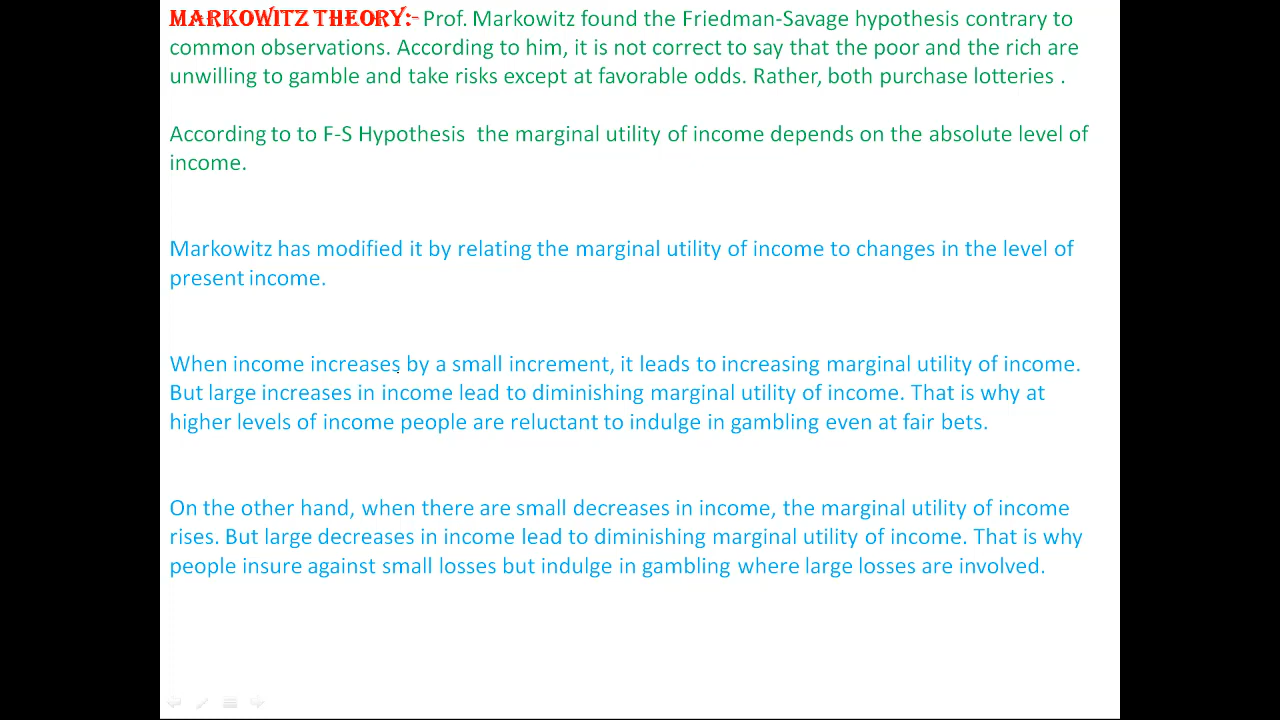 MARKOWITZ THEORY:- Prof. Markowitz found the Friedman-Savage hypothesis contrary to
common observations. According to him, it is not correct to say that the poor and the rich are
unwilling to gamble and take risks except at favorable odds. Rather, both purchase lotteries .
According to to F-S Hypothesis the marginal utility of income depends on the absolute level of
income.
Markowitz has modified it by relating the marginal utility of income to changes in the level of
present income.
When income increases by a small increment, it leads to increasing marginal utility of income.
But large increases in income lead to diminishing marginal utility of income. That is why at
higher levels of income people are reluctant to indulge in gambling even at fair bets.
On the other hand, when there are small decreases in income, the marginal utility of income
rises. But large decreases in income lead to diminishing marginal utility of income. That is why
people insure against small losses but indulge in gambling where large losses are involved.